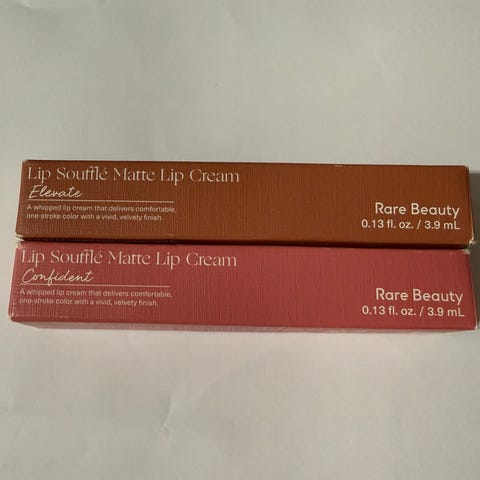 Lip Soufflé Matte Lip Cream
Elevate
A whipped lip cream that delivers comfortable,
one-stroke color with a vivid, velvety finish.
Rare Beauty
0.13 fl. oz. / 3.9 mL
Lip Soufflé Matte Lip Cream
Confident
A whipped lip cream that delivers comfortable,
one-stroke color with a vivid, velvety finish.
Rare Beauty
0.13 fl. oz. / 3.9 mL